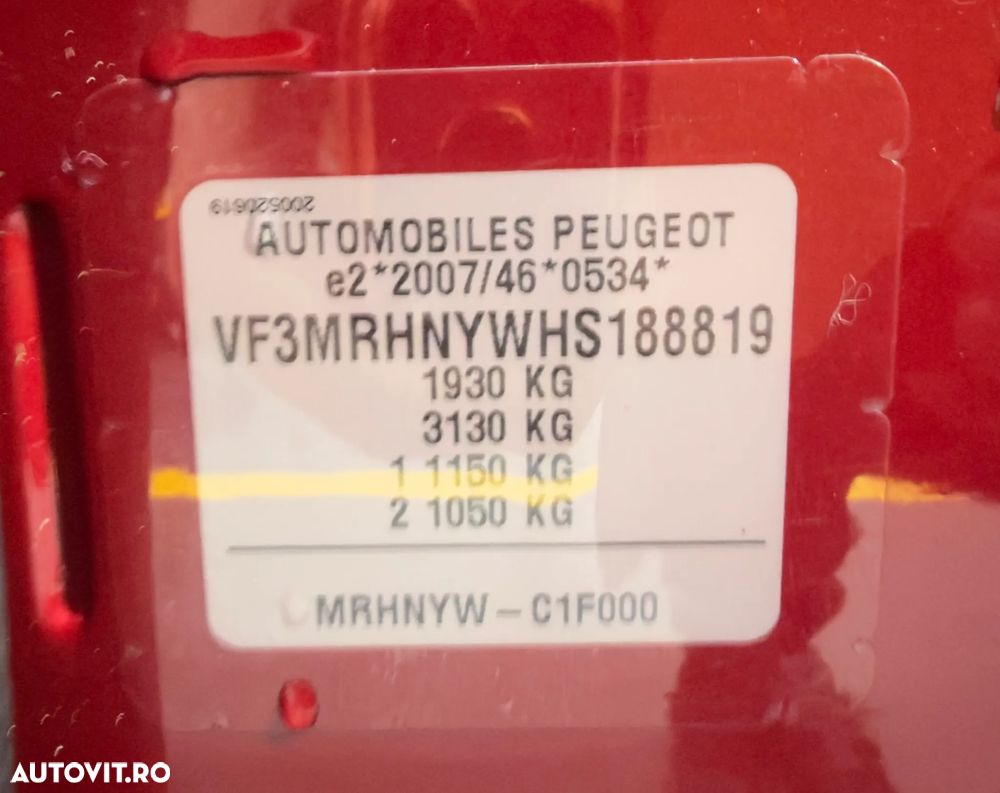 200520619
AUTOMOBILES PEUGEOT
e2*2007/46*0534*
VF3MRHNYWHS188819
1930 KG
3130 KG
1 1150 KG
2 1050 KG
MRHNYW – C1F000
AUTOVIT.RO